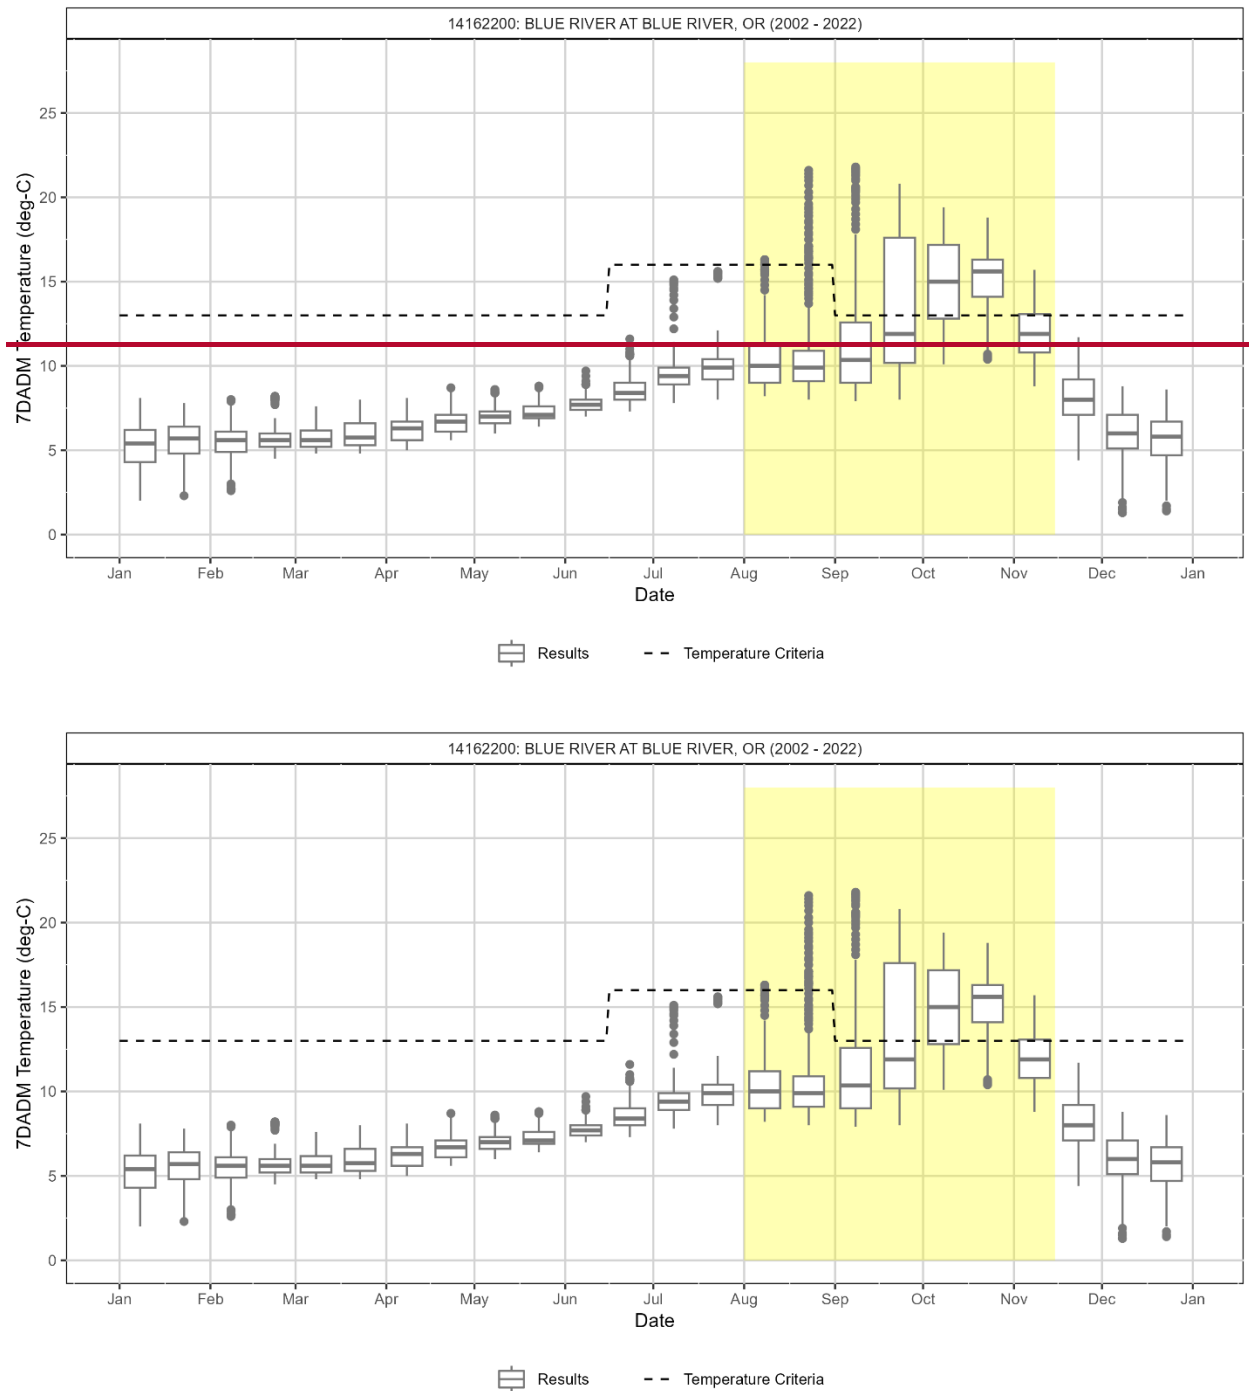 14162200: BLUE RIVER AT BLUE RIVER, OR (2002 - 2022)
25
20
15
10
5
0
7DADM Temperature (deg-C)
Jan Feb Mar Apr May Jun Jul Aug Sep Oct Nov Dec Jan
Date
Results Temperature Criteria
14162200: BLUE RIVER AT BLUE RIVER, OR (2002 - 2022)
25
20
15
10
5
0
7DADM Temperature (deg-C)
Jan Feb Mar Apr May Jun Jul Aug Sep Oct Nov Dec Jan
Date
Results Temperature Criteria